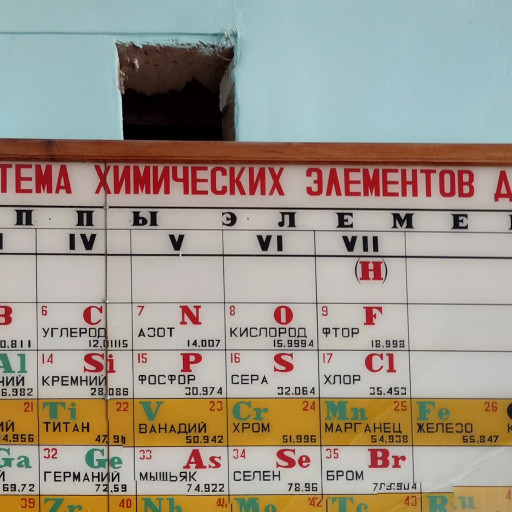 ТЕМА ХИМИЧЕСКИХ ЭЛЕМЕНТОВ Д
П П Ы Э Л Е М Е
I IV V VI VII
(H)
B 6 C 7 N 8 O 9 F
УГЛЕРОД АЗОТ КИСЛОРОД ФТОР
0.811 12,01115 14.007 15.9994 18.998
Al 14 Si 15 P 16 S 17 Cl
НИЙ КРЕМНИЙ ФОСФОР СЕРА ХЛОР
6.982 28.086 30.974 32.064 35.453
21 Ti 22 V 23 Cr 24 Mn 25 Fe 26
ИЙ ТИТАН ВАНАДИЙ ХРОМ МАРГАНЕЦ ЖЕЛЕЗО К
44.956 47.90 50.942 51,996 54.938 55.847
Ga 32 Ge 33 As 34 Se 35 Br
ГЕРМАНИЙ МЫШЬЯК СЕЛЕН БРОМ
69.72 72,59 74,922 78.96
39 Zr 40 Nb 41 Mo 42 Tc 43 Ru